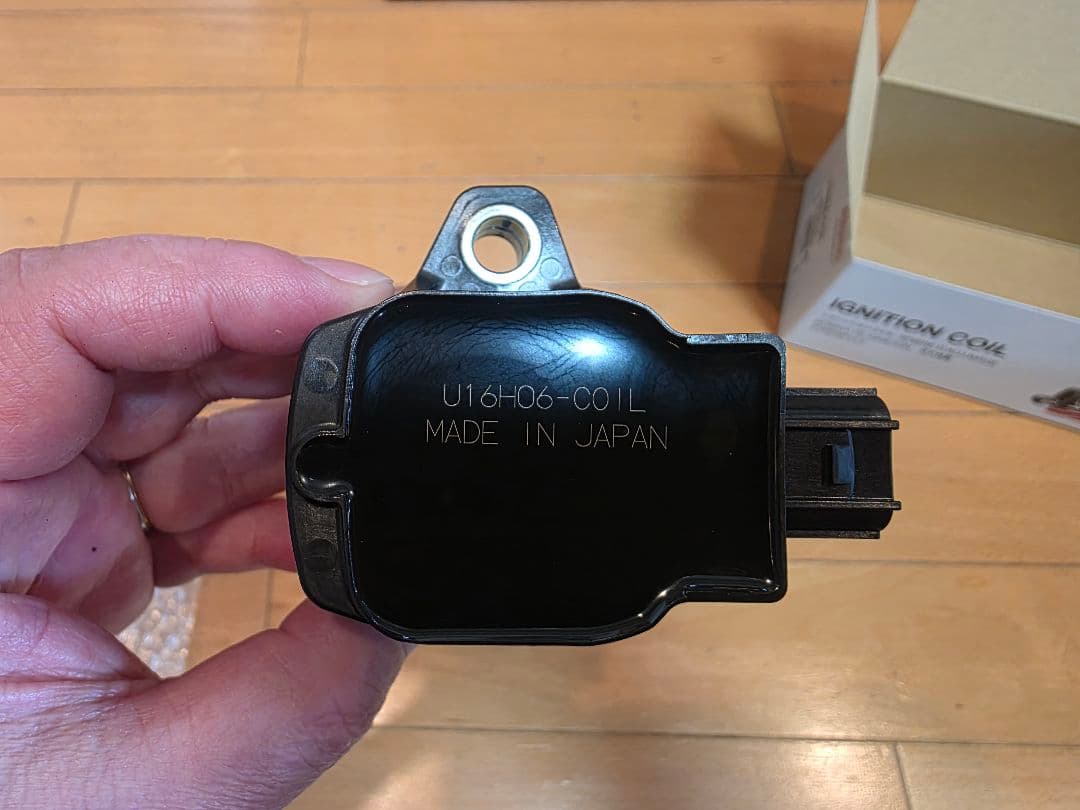 U16H06-COIL
MADE IN JAPAN
IGNITION COIL